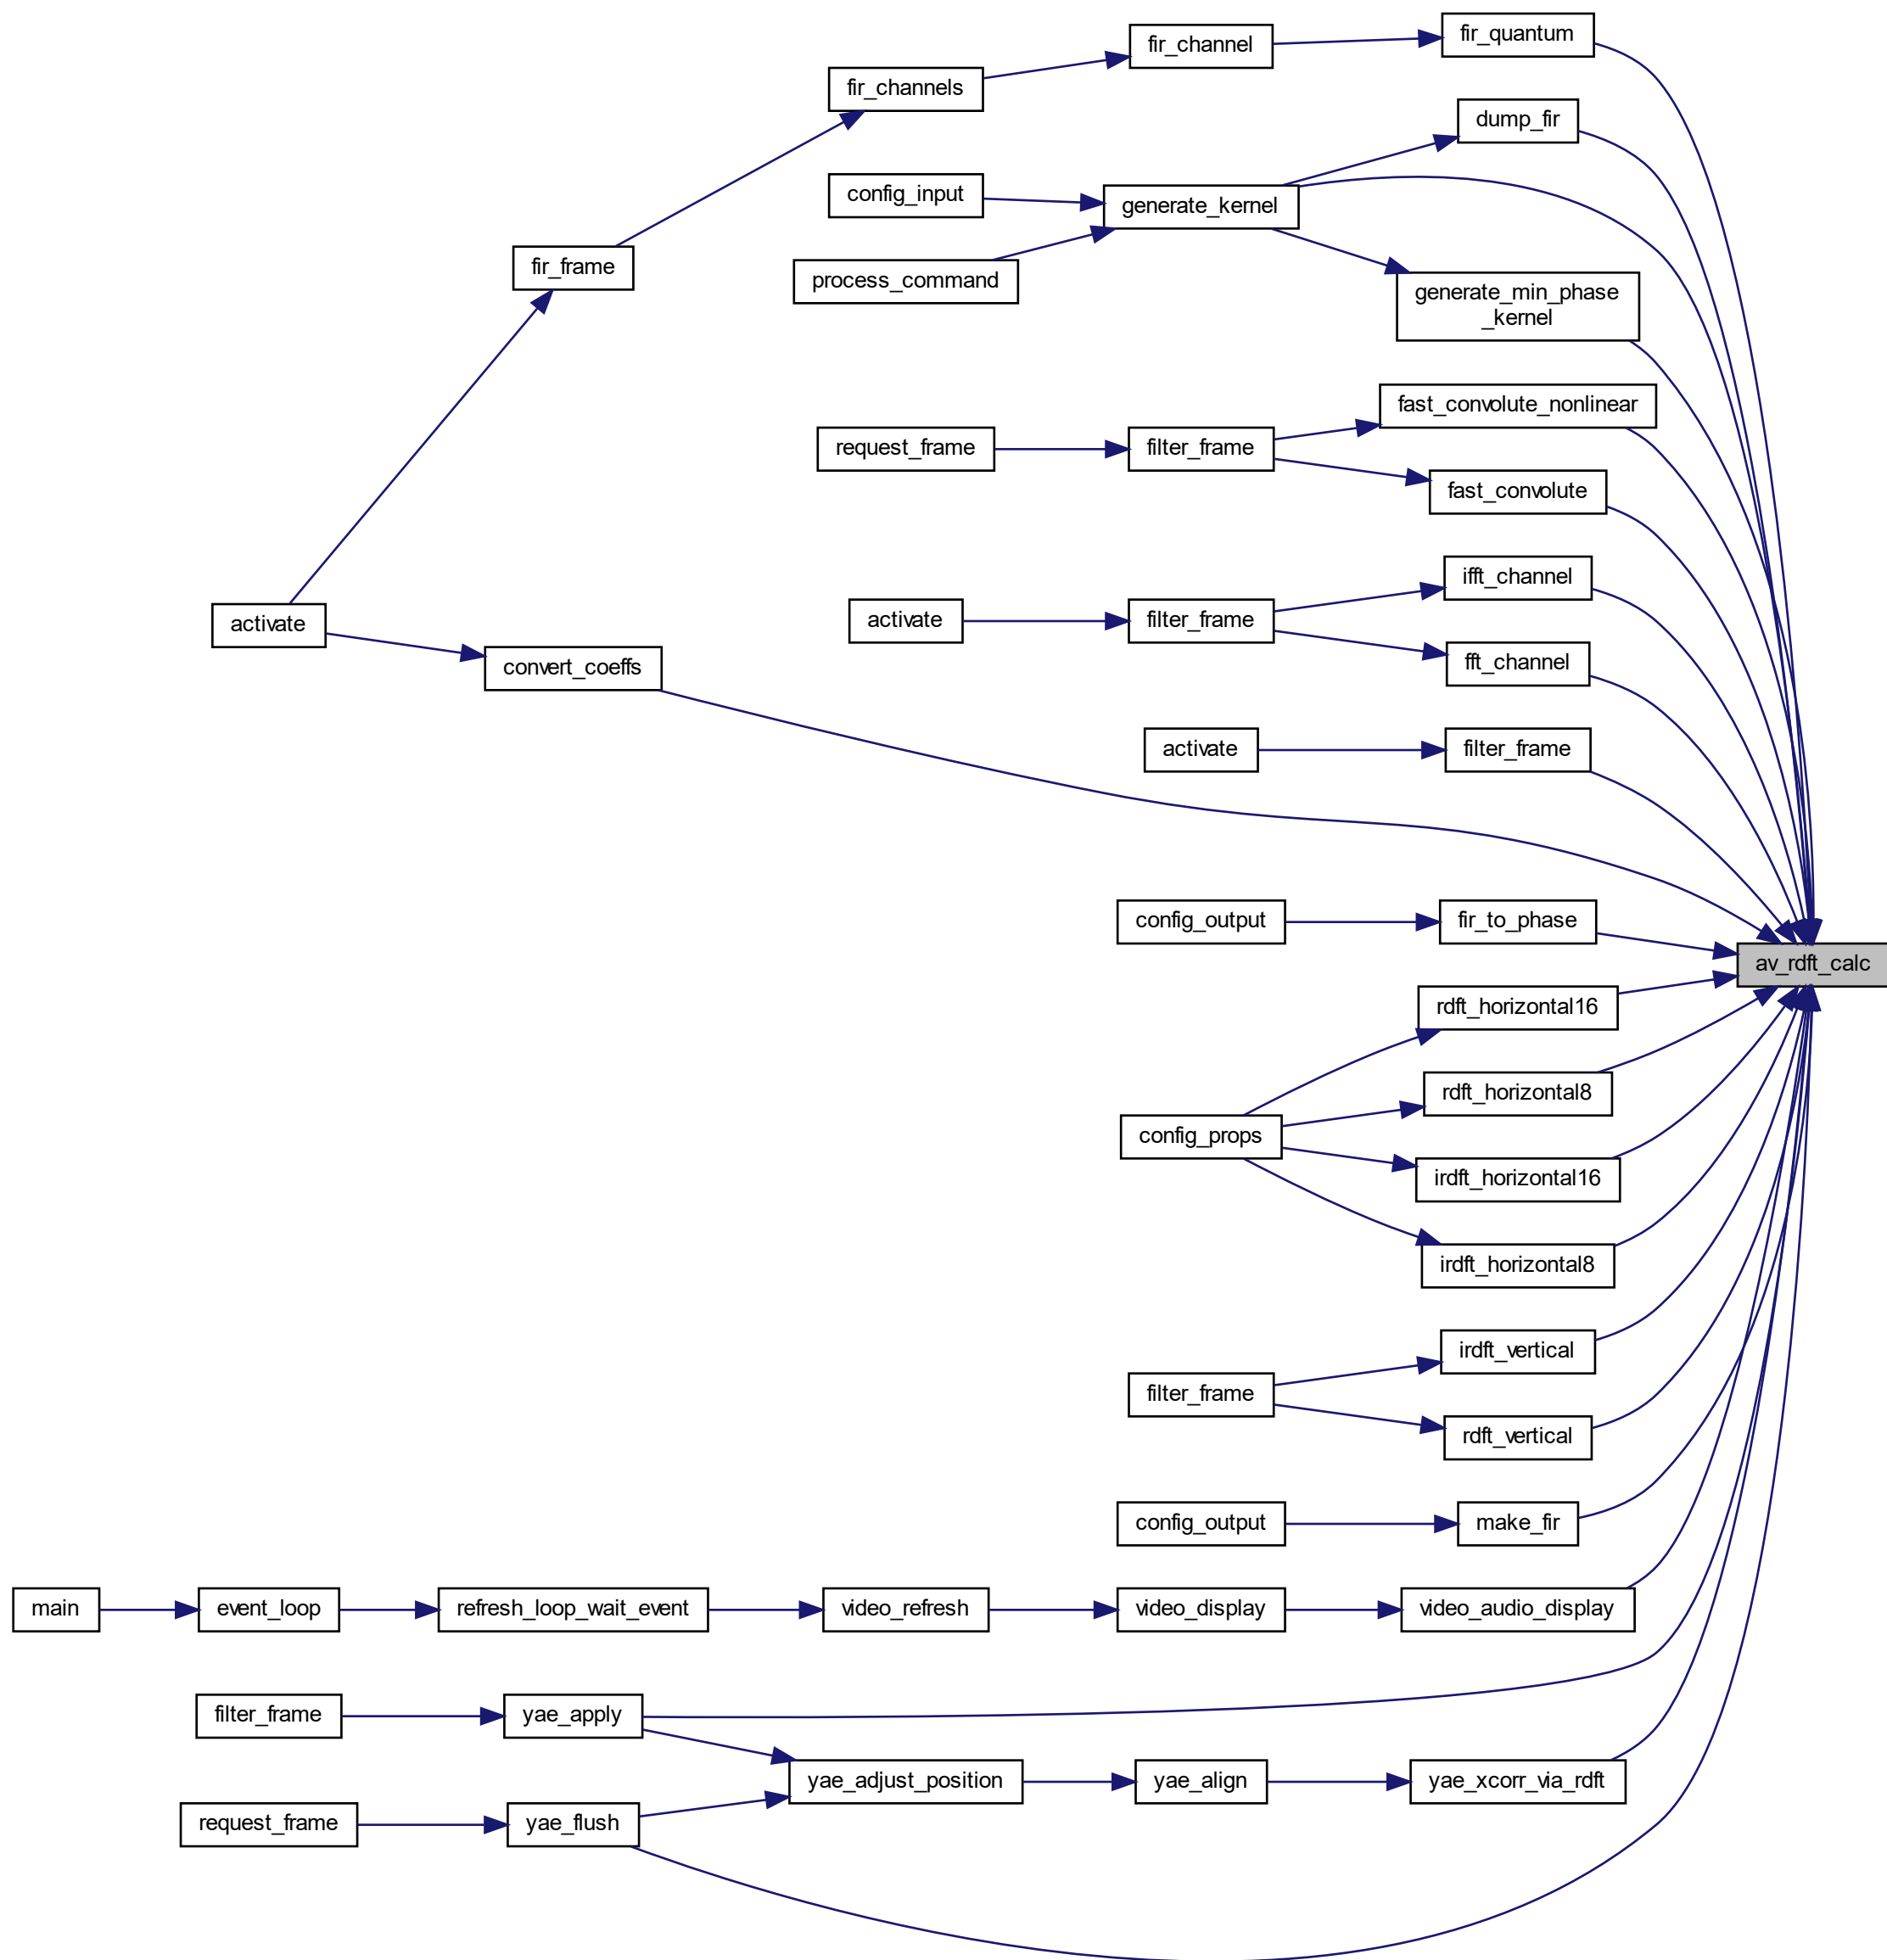 fir_quantum
fir_channel
fir_channels
dump_fir
config_input
generate_kernel
fir_frame
process_command
generate_min_phase
_kernel
fast_convolute_nonlinear
request_frame
filter_frame
fast_convolute
ifft_channel
activate
activate
filter_frame
fft_channel
convert_coeffs
activate
filter_frame
config_output
fir_to_phase
av_rdft_calc
rdft_horizontal16
rdft_horizontal8
config_props
irdft_horizontal16
irdft_horizontal8
irdft_vertical
filter_frame
rdft_vertical
config_output
make_fir
main
event_loop
refresh_loop_wait_event
video_refresh
video_display
video_audio_display
filter_frame
yae_apply
yae_adjust_position
yae_align
yae_xcorr_via_rdft
request_frame
yae_flush